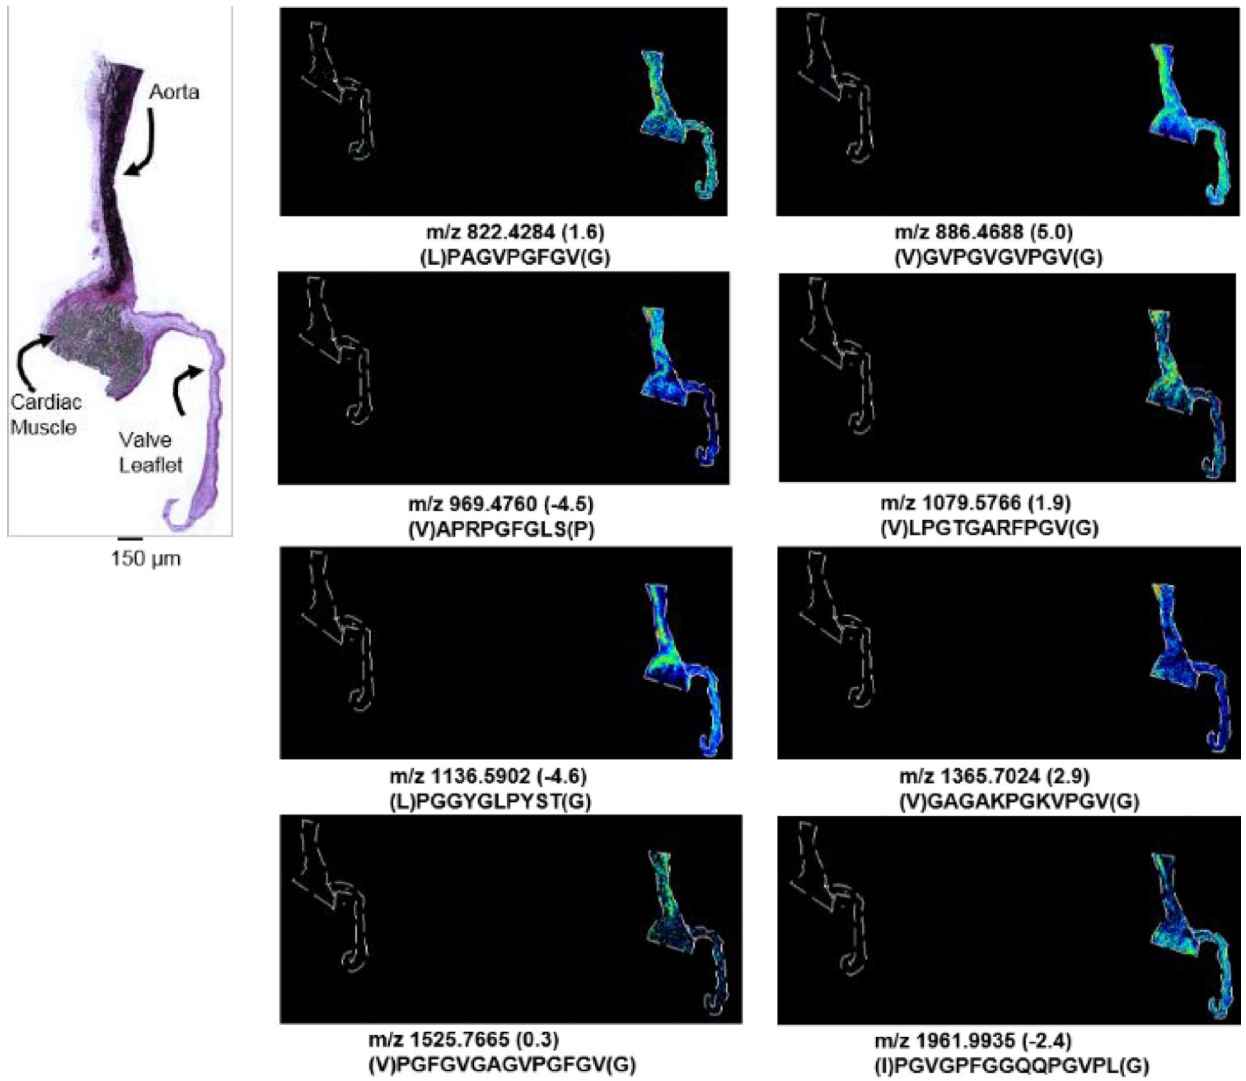 Aorta
Cardiac
Muscle
Valve
Leaflet
150 µm
m/z 822.4284 (1.6)
(L)PAGVPGFGV(G)
m/z 886.4688 (5.0)
(V)GVPGVGVPGV(G)
m/z 969.4760 (-4.5)
(V)APRPGFGLS(P)
m/z 1079.5766 (1.9)
(V)LPGTGARFPGV(G)
m/z 1136.5902 (-4.6)
(L)PGGYGLPYST(G)
m/z 1365.7024 (2.9)
(V)GAGAKPGKVPGV(G)
m/z 1525.7665 (0.3)
(V)PGFGVGAGVPGFGV(G)
m/z 1961.9935 (-2.4)
(I)PGVGPFGGQQPGVPL(G)